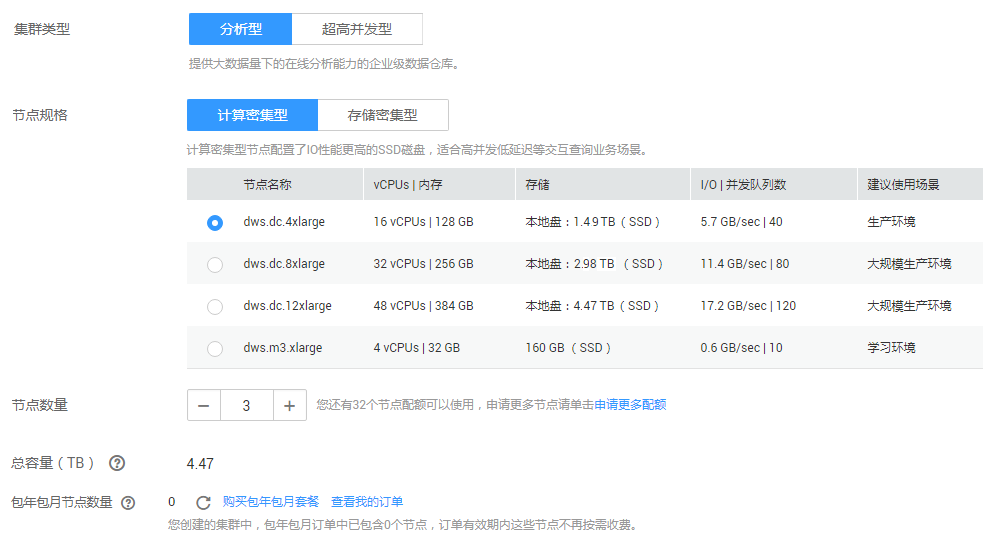 集群类型 分析型 超高并发型
提供大数据量下的在线分析能力的企业级数据仓库。
节点规格 计算密集型 存储密集型
计算密集型节点配置了IO性能更高的SSD磁盘，适合高并发低延迟等交互查询业务场景。
节点名称 vCPUs | 内存 存储 I/O | 并发队列数 建议使用场景
dws.dc.4xlarge 16 vCPUs | 128 GB 本地盘：1.49 TB（SSD） 5.7 GB/sec | 40 生产环境
dws.dc.8xlarge 32 vCPUs | 256 GB 本地盘：2.98 TB （SSD） 11.4 GB/sec | 80 大规模生产环境
dws.dc.12xlarge 48 vCPUs | 384 GB 本地盘：4.47 TB（SSD） 17.2 GB/sec | 120 大规模生产环境
dws.m3.xlarge 4 vCPUs | 32 GB 160 GB（SSD） 0.6 GB/sec | 10 学习环境
节点数量 − 3 + 您还有32个节点配额可以使用，申请更多节点请单击申请更多配额
总容量（TB） ? 4.47
包年包月节点数量 ? 0 购买包年包月套餐 查看我的订单
您创建的集群中，包年包月订单中已包含0个节点，订单有效期内这些节点不再按需收费。